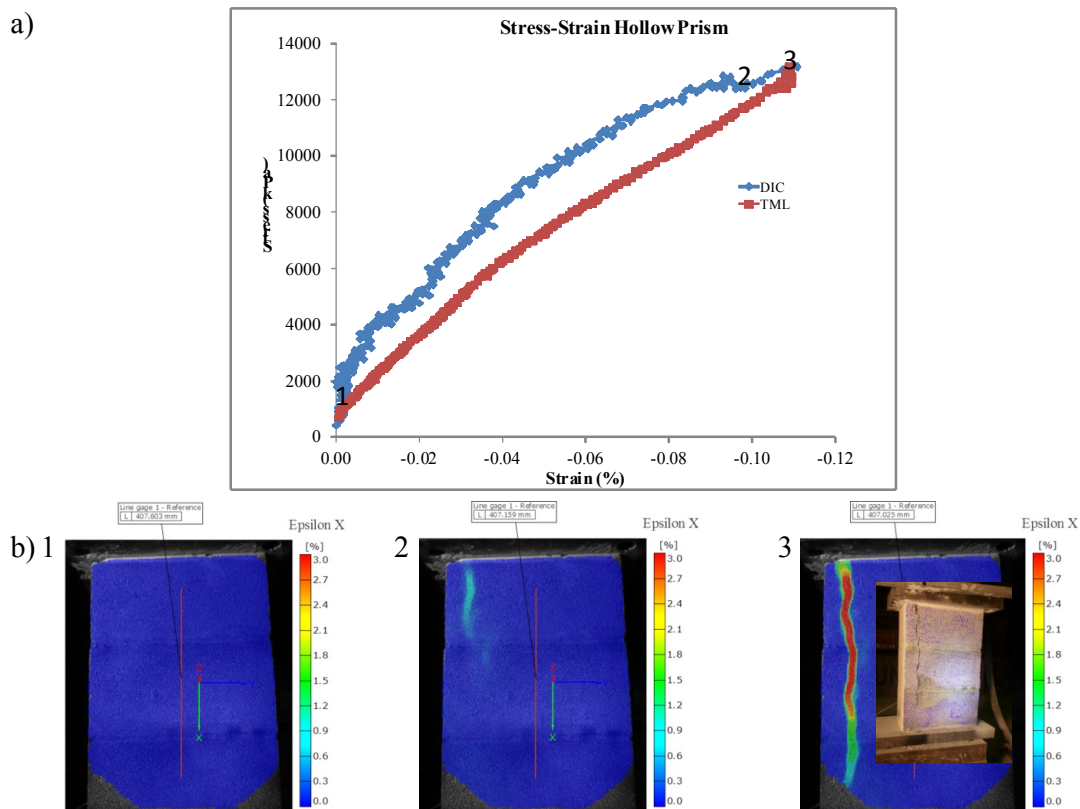 a)
Stress-Strain Hollow Prism
14000
12000
10000
8000
6000
4000
2000
0
0.00 -0.02 -0.04 -0.06 -0.08 -0.10 -0.12
Strain (%)
DIC
TML
1
2
3
b) 1
Line gage 1 - Reference
L 407.603 mm
Epsilon X
[%]
3.0
2.7
2.4
2.1
1.8
1.5
1.2
0.9
0.6
0.3
0.0
X
2
Line gage 1 - Reference
L 407.159 mm
Epsilon X
[%]
3.0
2.7
2.4
2.1
1.8
1.5
1.2
0.9
0.6
0.3
0.0
X
3
Line gage 1 - Reference
L 407.025 mm
Epsilon X
[%]
3.0
2.7
2.4
2.1
1.8
1.5
1.2
0.9
0.6
0.3
0.0